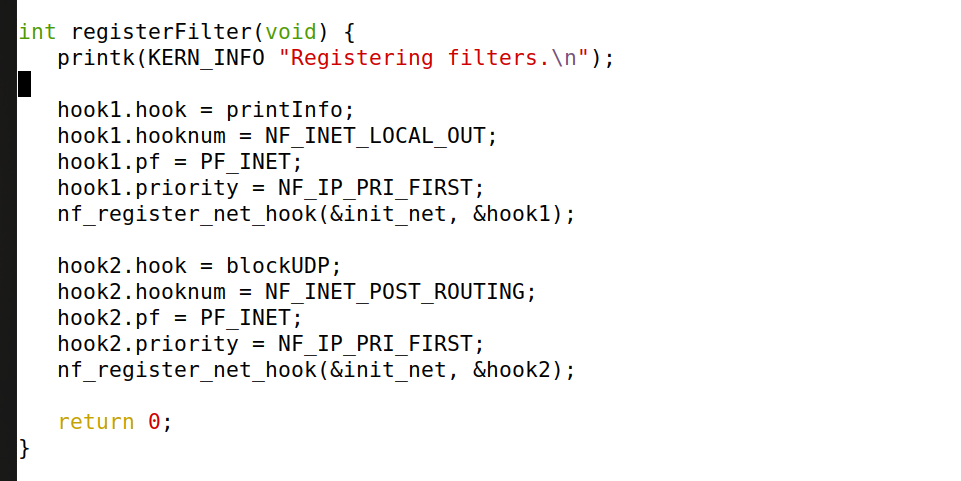 int registerFilter(void) {
   printk(KERN_INFO "Registering filters.\n");

   hook1.hook = printInfo;
   hook1.hooknum = NF_INET_LOCAL_OUT;
   hook1.pf = PF_INET;
   hook1.priority = NF_IP_PRI_FIRST;
   nf_register_net_hook(&init_net, &hook1);

   hook2.hook = blockUDP;
   hook2.hooknum = NF_INET_POST_ROUTING;
   hook2.pf = PF_INET;
   hook2.priority = NF_IP_PRI_FIRST;
   nf_register_net_hook(&init_net, &hook2);

   return 0;
}